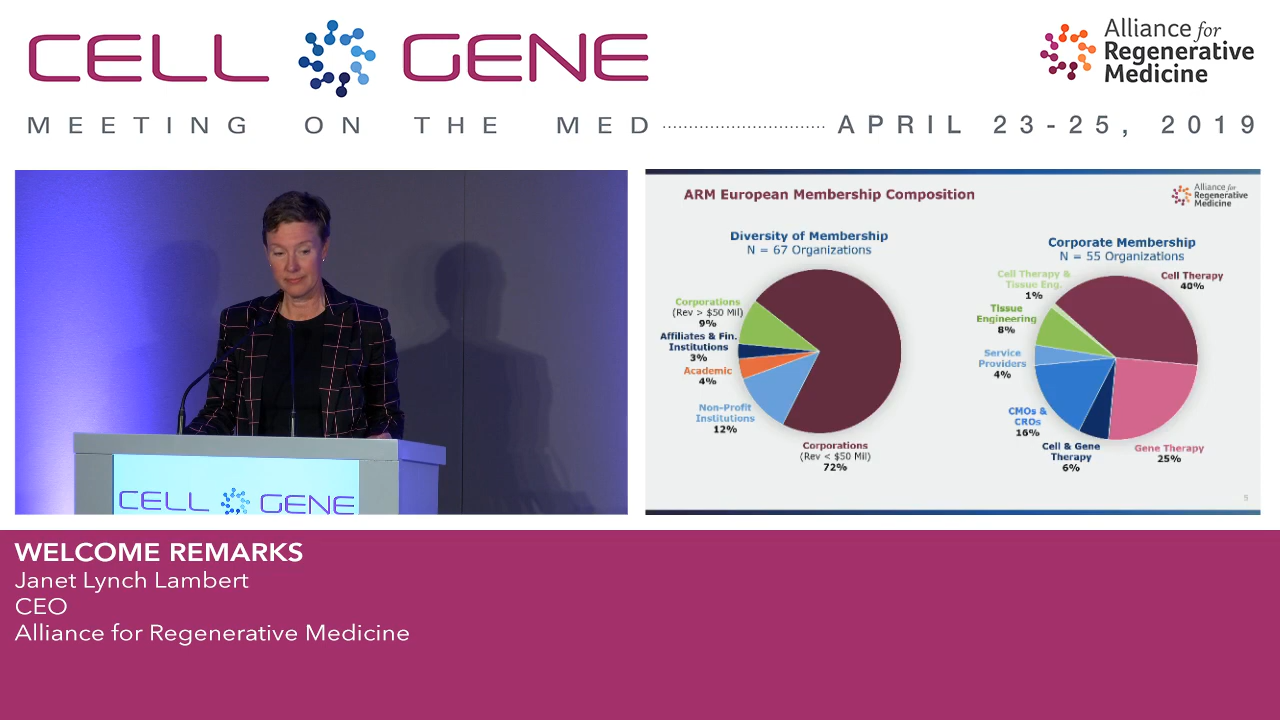 CELL GENE
Alliance for
Regenerative
Medicine
MEETING ON THE MED
APRIL 23-25, 2019
CELL GENE
ARM European Membership Composition
Alliance for
Regenerative
Medicine
Diversity of Membership
N = 67 Organizations
Corporations
(Rev > $50 Mil)
9%
Affiliates & Fin.
Institutions
3%
Academic
4%
Non-Profit
Institutions
12%
Corporations
(Rev < $50 Mil)
72%
Corporate Membership
N = 55 Organizations
Cell Therapy &
Tissue Eng.
1%
Cell Therapy
40%
Tissue
Engineering
8%
Service
Providers
4%
CMOs &
CROs
16%
Cell & Gene
Therapy
6%
Gene Therapy
25%
5
WELCOME REMARKS
Janet Lynch Lambert
CEO
Alliance for Regenerative Medicine